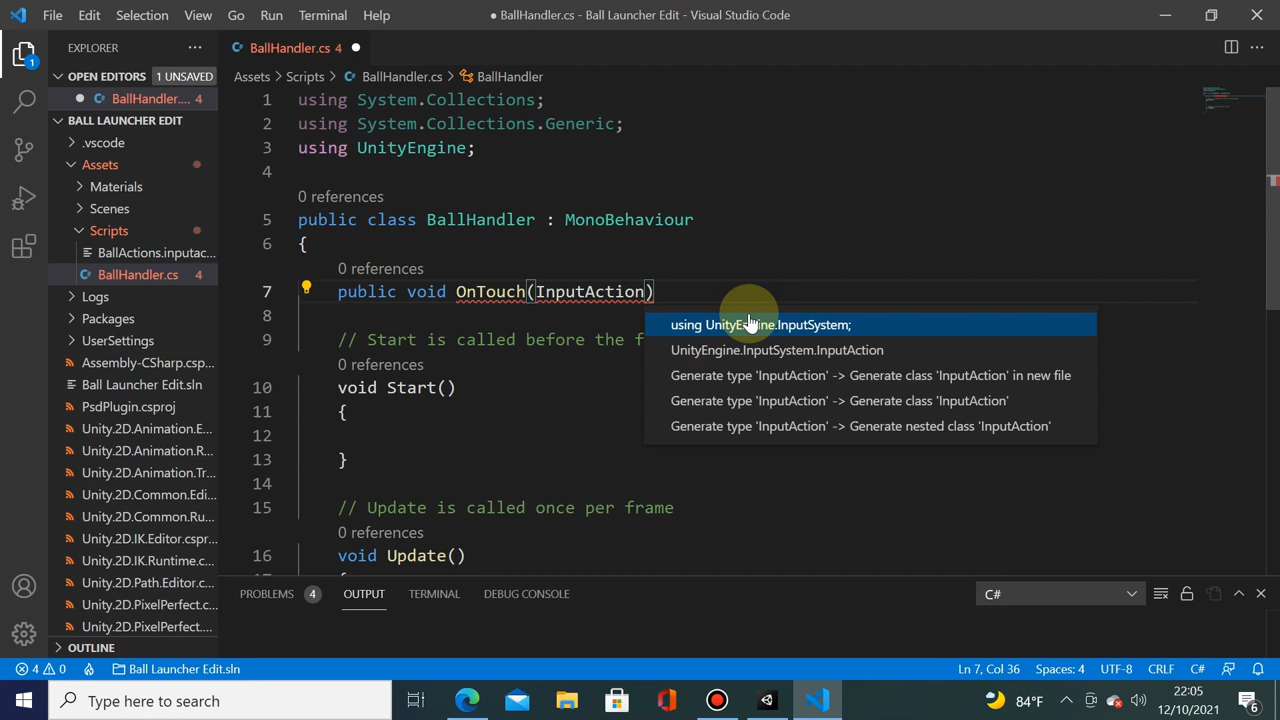 File Edit Selection View Go Run Terminal Help
● BallHandler.cs - Ball Launcher Edit - Visual Studio Code
1
EXPLORER
OPEN EDITORS 1 UNSAVED
BallHandler.... 4
BALL LAUNCHER EDIT
.vscode
Assets
Materials
Scenes
Scripts
BallActions.inputac...
BallHandler.cs 4
Logs
Packages
UserSettings
Assembly-CSharp.csp...
Ball Launcher Edit.sln
PsdPlugin.csproj
Unity.2D.Animation.E...
Unity.2D.Animation.R...
Unity.2D.Animation.Tr...
Unity.2D.Common.Edi...
Unity.2D.Common.Ru...
Unity.2D.IK.Editor.cspr...
Unity.2D.IK.Runtime.c...
Unity.2D.Path.Editor.c...
Unity.2D.PixelPerfect.c...
Unity.2D.PixelPerfect....
OUTLINE
BallHandler.cs 4
Assets > Scripts > BallHandler.cs > BallHandler
1 using System.Collections;
2 using System.Collections.Generic;
3 using UnityEngine;
4
0 references
5 public class BallHandler : MonoBehaviour
6 {
0 references
7 public void OnTouch(InputAction)
8
9 // Start is called before the f
0 references
10 void Start()
11 {
12
13 }
14
15 // Update is called once per frame
0 references
16 void Update()
using UnityEngine.InputSystem;
UnityEngine.InputSystem.InputAction
Generate type 'InputAction' -> Generate class 'InputAction' in new file
Generate type 'InputAction' -> Generate class 'InputAction'
Generate type 'InputAction' -> Generate nested class 'InputAction'
PROBLEMS 4 OUTPUT TERMINAL DEBUG CONSOLE
C#
4 0 Ball Launcher Edit.sln
Ln 7, Col 36 Spaces: 4 UTF-8 CRLF C#
Type here to search
84°F
22:05
12/10/2021
6